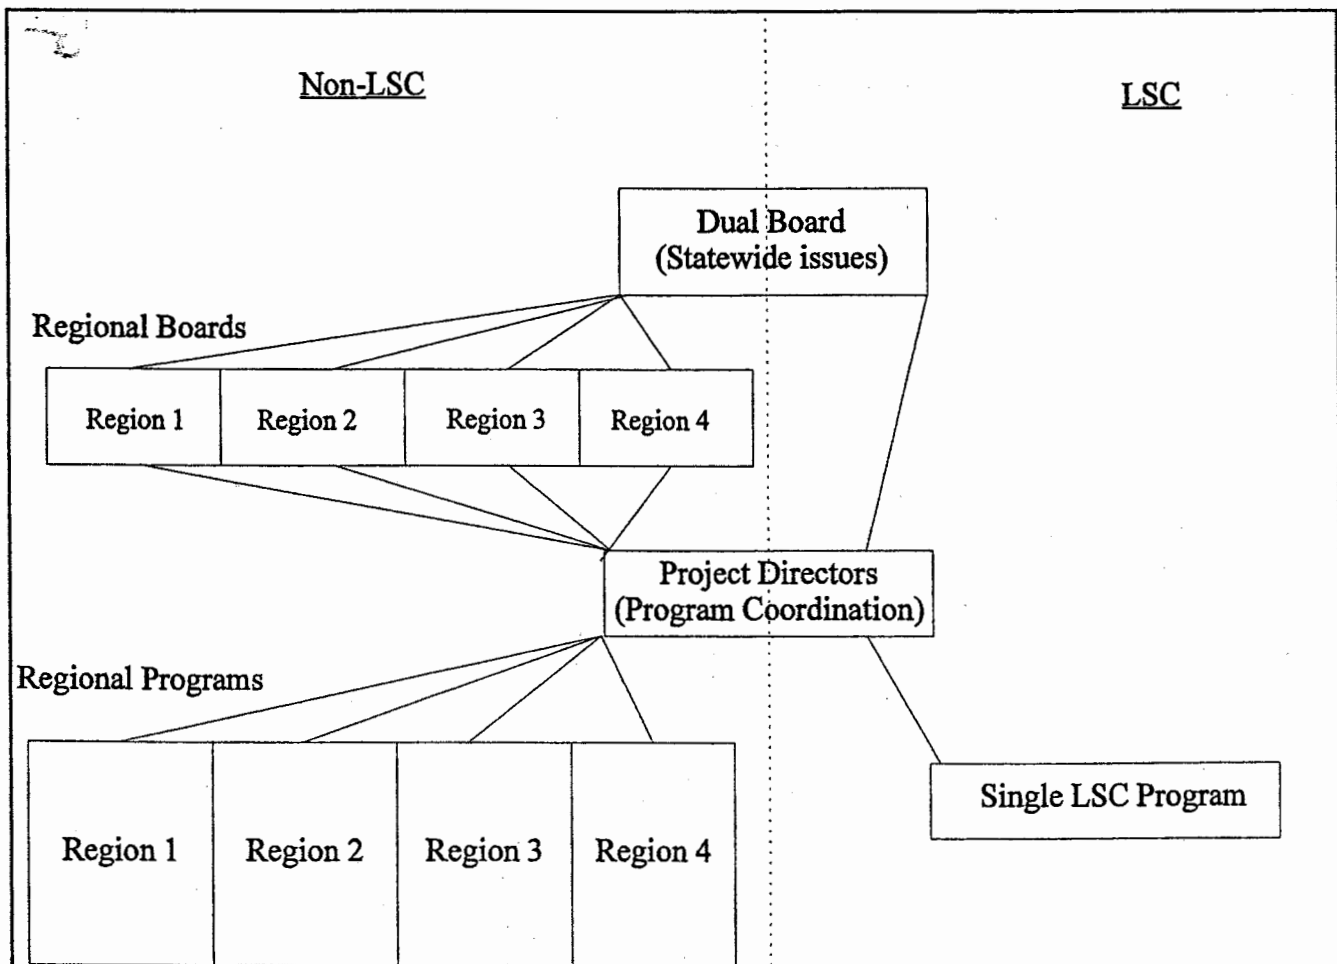 Non-LSC
LSC
Dual Board
(Statewide issues)
Regional Boards
Region 1
Region 2
Region 3
Region 4
Project Directors
(Program Coordination)
Regional Programs
Single LSC Program
Region 1
Region 2
Region 3
Region 4